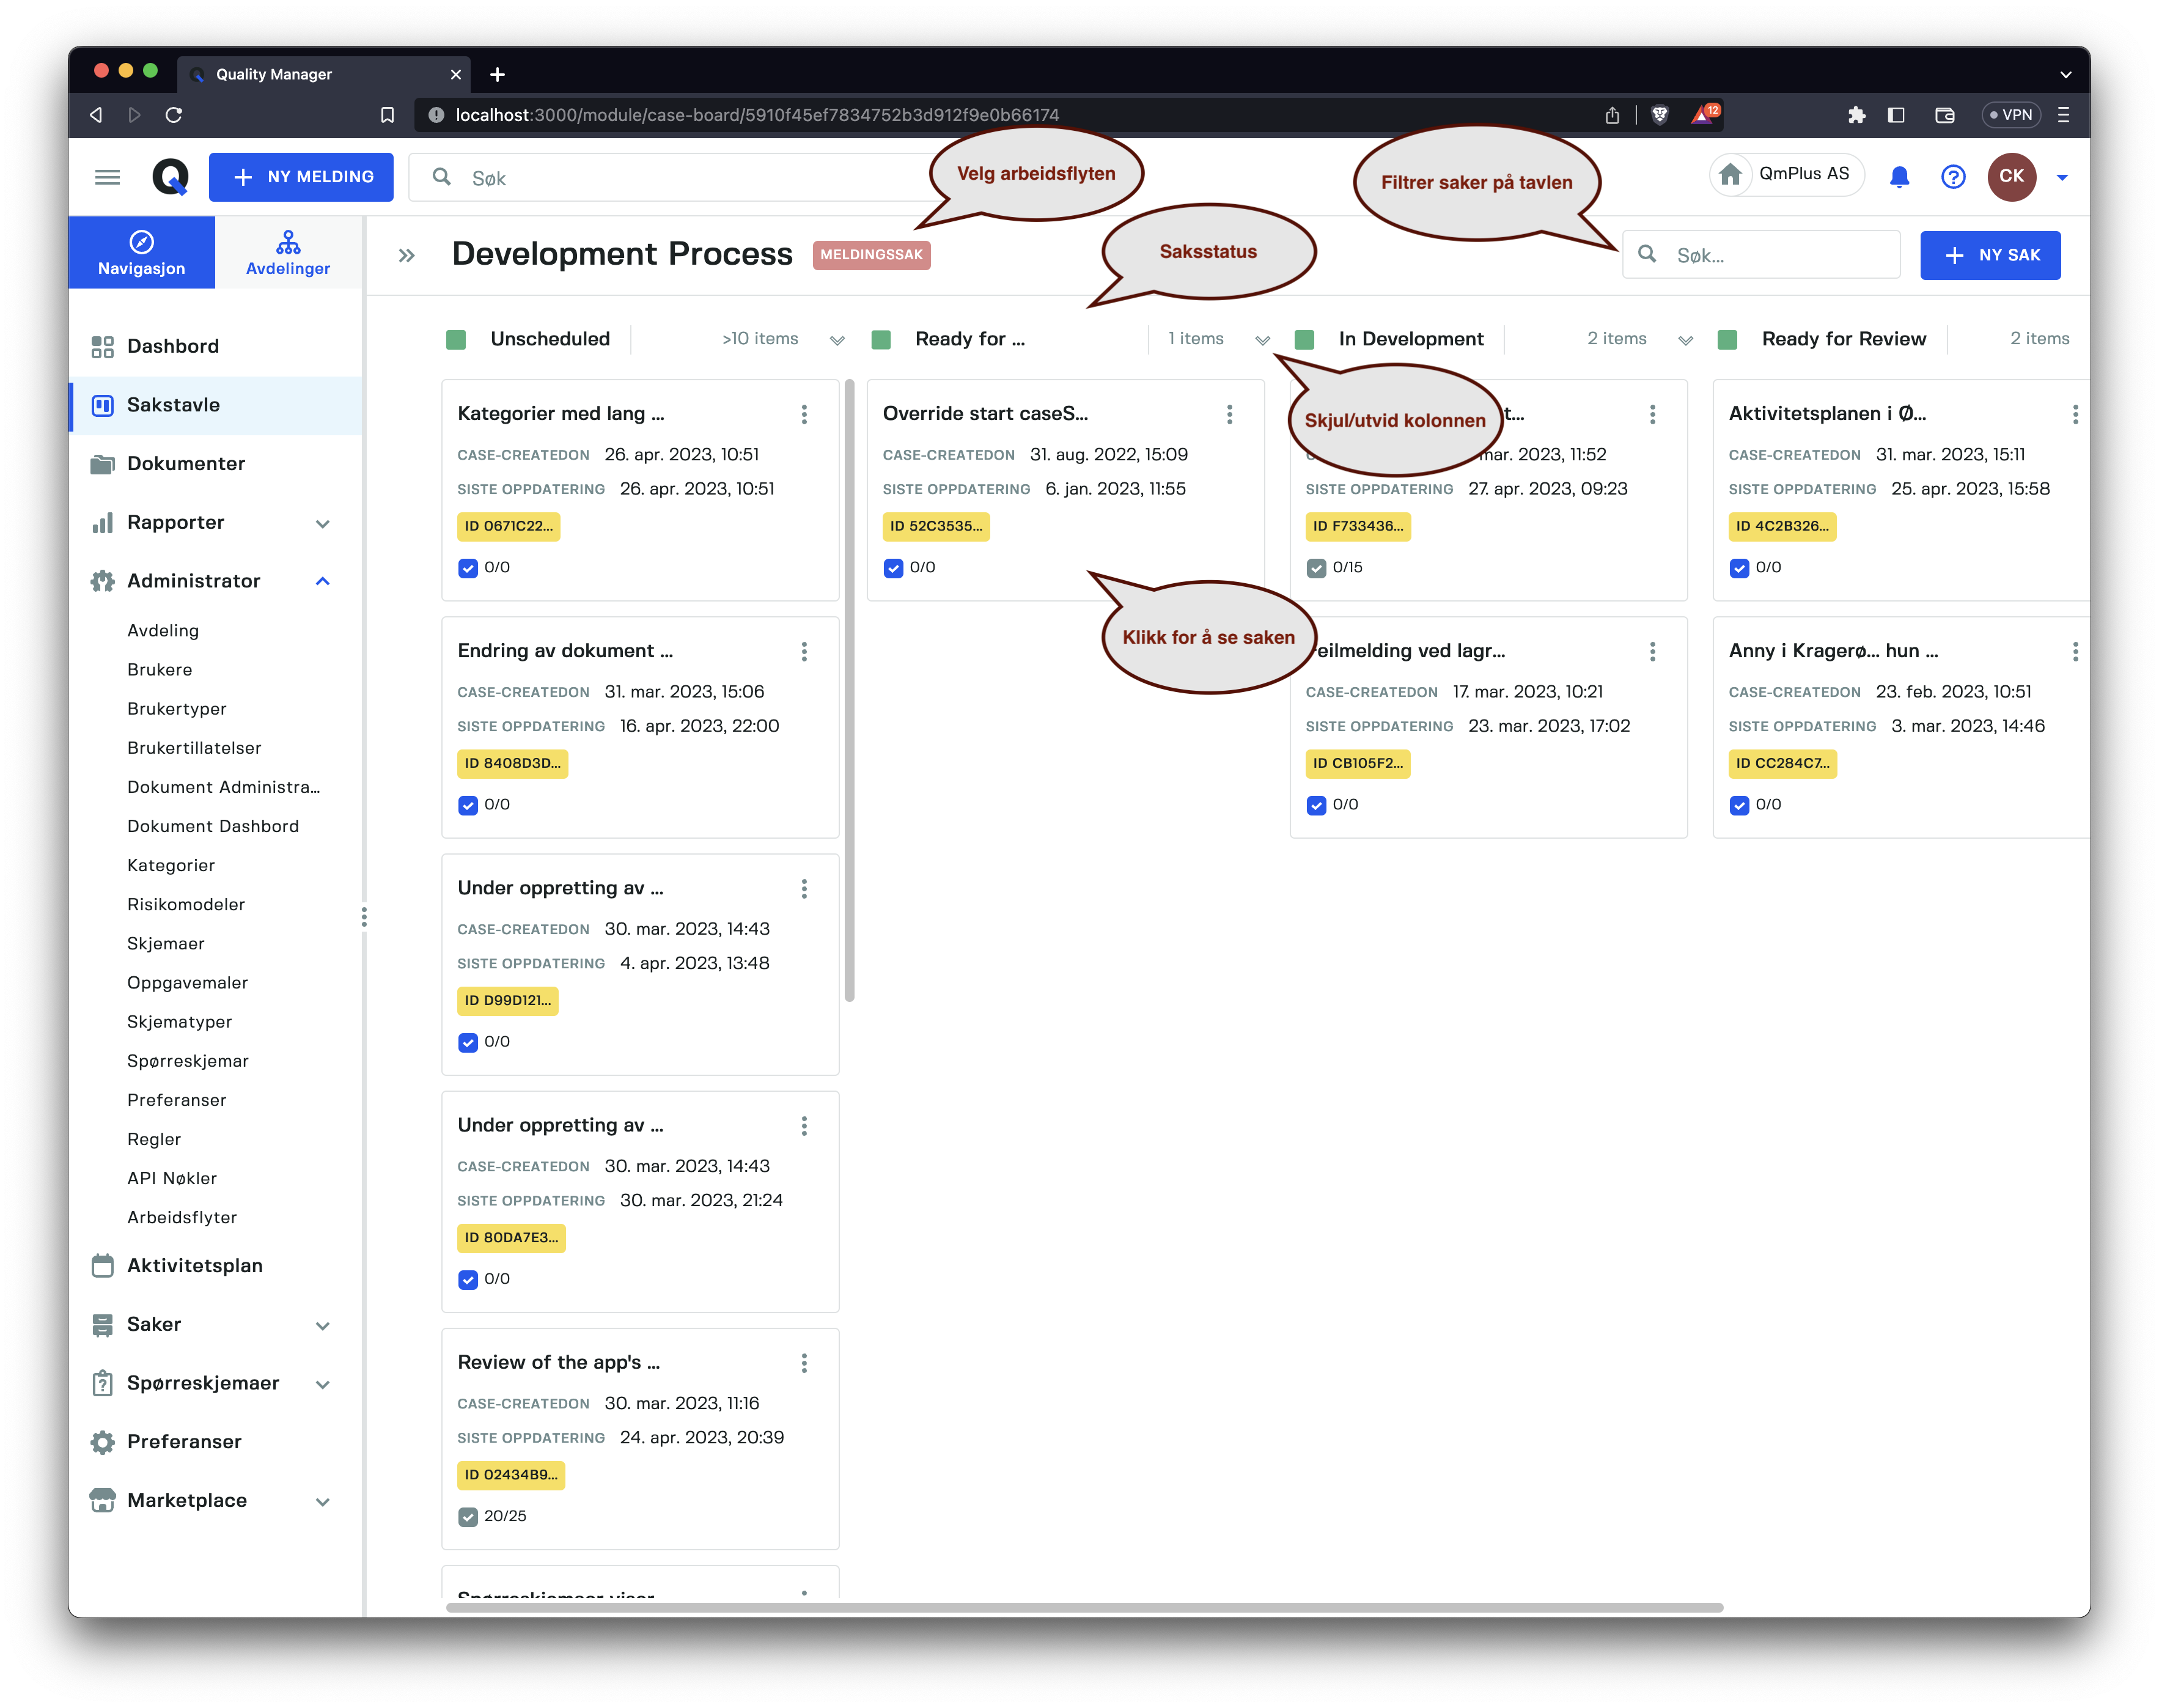 Quality Manager
localhost:3000/module/case-board/5910f45ef7834752b3d912f9e0b66174
12
VPN
NY MELDING
Søk
Velg arbeidsflyten
Filtrer saker på tavlen
QmPlus AS
CK
Navigasjon
Avdelinger
Development Process
MELDINGSSAK
Saksstatus
Søk...
NY SAK
Dashbord
Sakstavle
Dokumenter
Rapporter
Administrator
Avdeling
Brukere
Brukertyper
Brukertillatelser
Dokument Administra...
Dokument Dashbord
Kategorier
Risikomodeler
Skjemaer
Oppgavemaler
Skjematyper
Spørreskjemar
Preferanser
Regler
API Nøkler
Arbeidsflyter
Aktivitetsplan
Saker
Spørreskjemaer
Preferanser
Marketplace
Unscheduled
>10 items
Kategorier med lang ...
CASE-CREATEDON 26. apr. 2023, 10:51
SISTE OPPDATERING 26. apr. 2023, 10:51
ID 0671C22...
0/0
Endring av dokument ...
CASE-CREATEDON 31. mar. 2023, 15:06
SISTE OPPDATERING 16. apr. 2023, 22:00
ID 8408D3D...
0/0
Under oppretting av ...
CASE-CREATEDON 30. mar. 2023, 14:43
SISTE OPPDATERING 4. apr. 2023, 13:48
ID D99D121...
0/0
Under oppretting av ...
CASE-CREATEDON 30. mar. 2023, 14:43
SISTE OPPDATERING 30. mar. 2023, 21:24
ID 80DA7E3...
0/0
Review of the app's ...
CASE-CREATEDON 30. mar. 2023, 11:16
SISTE OPPDATERING 24. apr. 2023, 20:39
ID 02434B9...
20/25
Spørreskjemaer viser
Ready for ...
1 items
Override start caseS...
CASE-CREATEDON 31. aug. 2022, 15:09
SISTE OPPDATERING 6. jan. 2023, 11:55
ID 52C3535...
0/0
Klikk for å se saken
In Development
2 items
Skjul/utvid kolonnen
t...
mar. 2023, 11:52
SISTE OPPDATERING 27. apr. 2023, 09:23
ID F733436...
0/15
eilmelding ved lagr...
CASE-CREATEDON 17. mar. 2023, 10:21
SISTE OPPDATERING 23. mar. 2023, 17:02
ID CB105F2...
0/0
Ready for Review
2 items
Aktivitetsplanen i Ø...
CASE-CREATEDON 31. mar. 2023, 15:11
SISTE OPPDATERING 25. apr. 2023, 15:58
ID 4C2B326...
0/0
Anny i Kragerø... hun ...
CASE-CREATEDON 23. feb. 2023, 10:51
SISTE OPPDATERING 3. mar. 2023, 14:46
ID CC284C7...
0/0